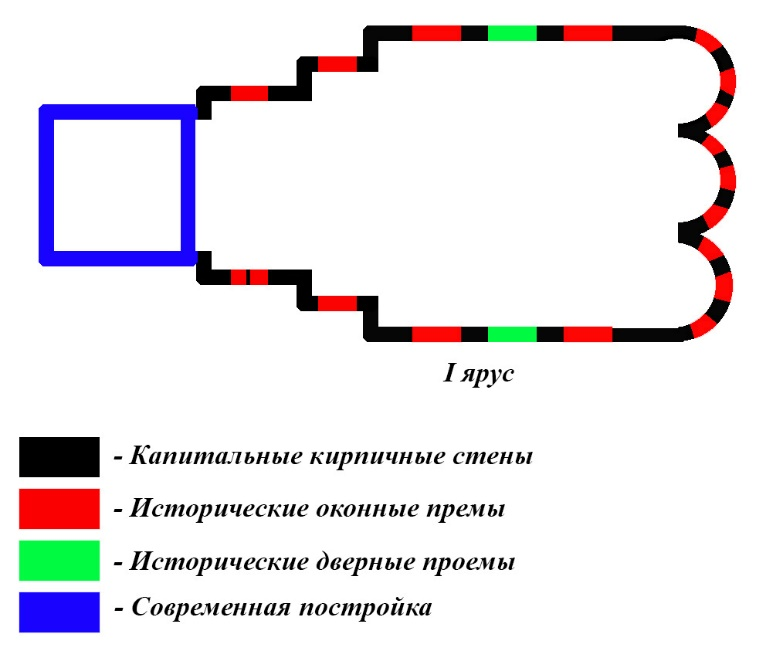 I ярус
- Капитальные кирпичные стены
- Исторические оконные премы
- Исторические дверные проемы
- Современная постройка